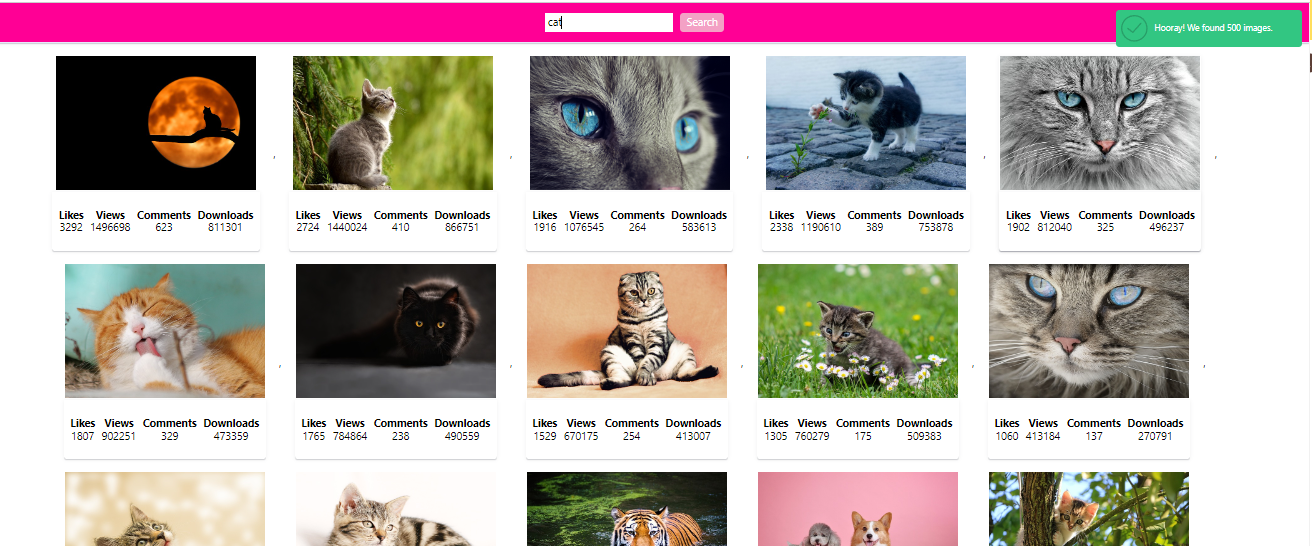 cat Search
Hooray! We found 500 images.
Likes Views Comments Downloads
3292 1496698 623 811301
,
Likes Views Comments Downloads
2724 1440024 410 866751
,
Likes Views Comments Downloads
1916 1076545 264 583613
,
Likes Views Comments Downloads
2338 1190610 389 753878
,
Likes Views Comments Downloads
1902 812040 325 496237
,
Likes Views Comments Downloads
1807 902251 329 473359
,
Likes Views Comments Downloads
1765 784864 238 490559
,
Likes Views Comments Downloads
1529 670175 254 413007
,
Likes Views Comments Downloads
1305 760279 175 509383
,
Likes Views Comments Downloads
1060 413184 137 270791
,